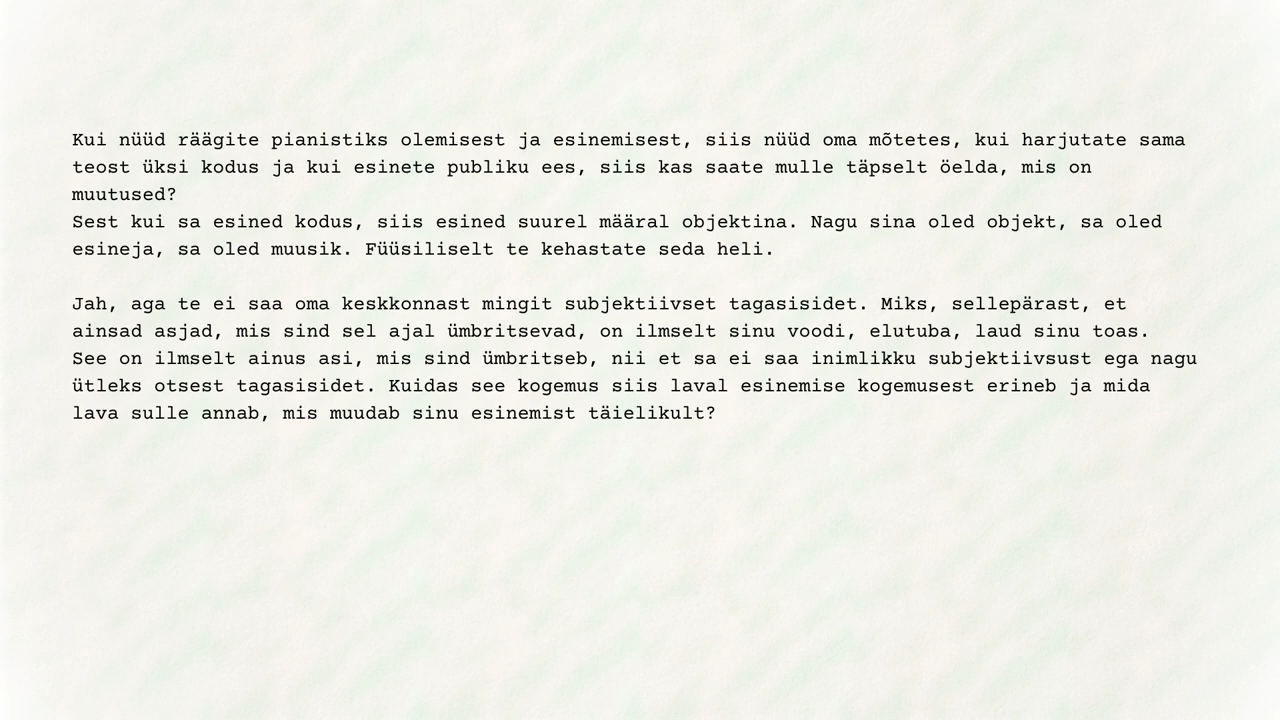 Kui nüüd räägite pianistiks olemisest ja esinemisest, siis nüüd oma mõtetes, kui harjutate sama
teost üksi kodus ja kui esinete publiku ees, siis kas saate mulle täpselt öelda, mis on
muutused?
Sest kui sa esined kodus, siis esined suurel määral objektina. Nagu sina oled objekt, sa oled
esineja, sa oled muusik. Füüsiliselt te kehastate seda heli.
Jah, aga te ei saa oma keskkonnast mingit subjektiivset tagasisidet. Miks, sellepärast, et
ainsad asjad, mis sind sel ajal ümbritsevad, on ilmselt sinu voodi, elutuba, laud sinu toas.
See on ilmselt ainus asi, mis sind ümbritseb, nii et sa ei saa inimlikku subjektiivsust ega nagu
ütleks otsest tagasisidet. Kuidas see kogemus siis laval esinemise kogemusest erineb ja mida
lava sulle annab, mis muudab sinu esinemist täielikult?